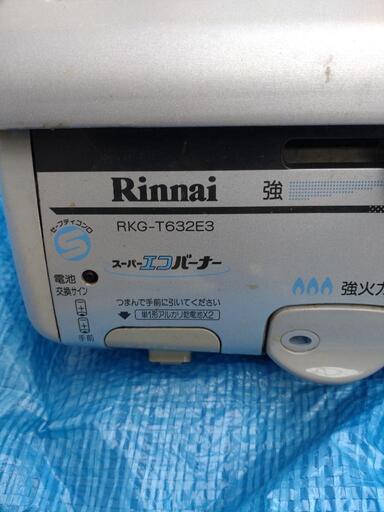 Rinnai
強
RKG-T632E3
セーフティコンロ
S
スーパーエコバーナー
電池
交換サイン
つまんで手前に引いてください
単1形アルカリ乾電池X2
手前
強火力